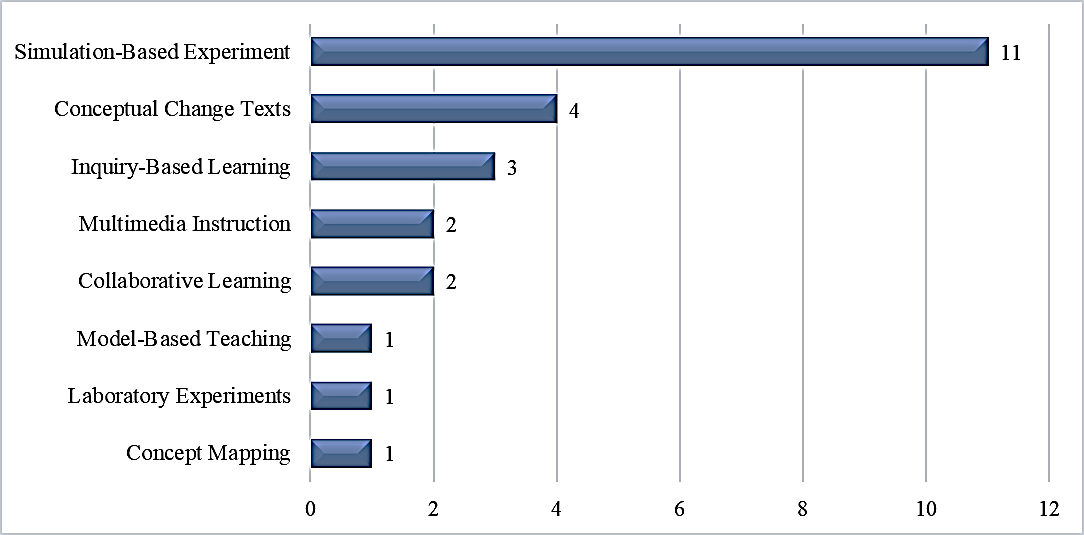 Simulation-Based Experiment 11
Conceptual Change Texts 4
Inquiry-Based Learning 3
Multimedia Instruction 2
Collaborative Learning 2
Model-Based Teaching 1
Laboratory Experiments 1
Concept Mapping 1
0 2 4 6 8 10 12